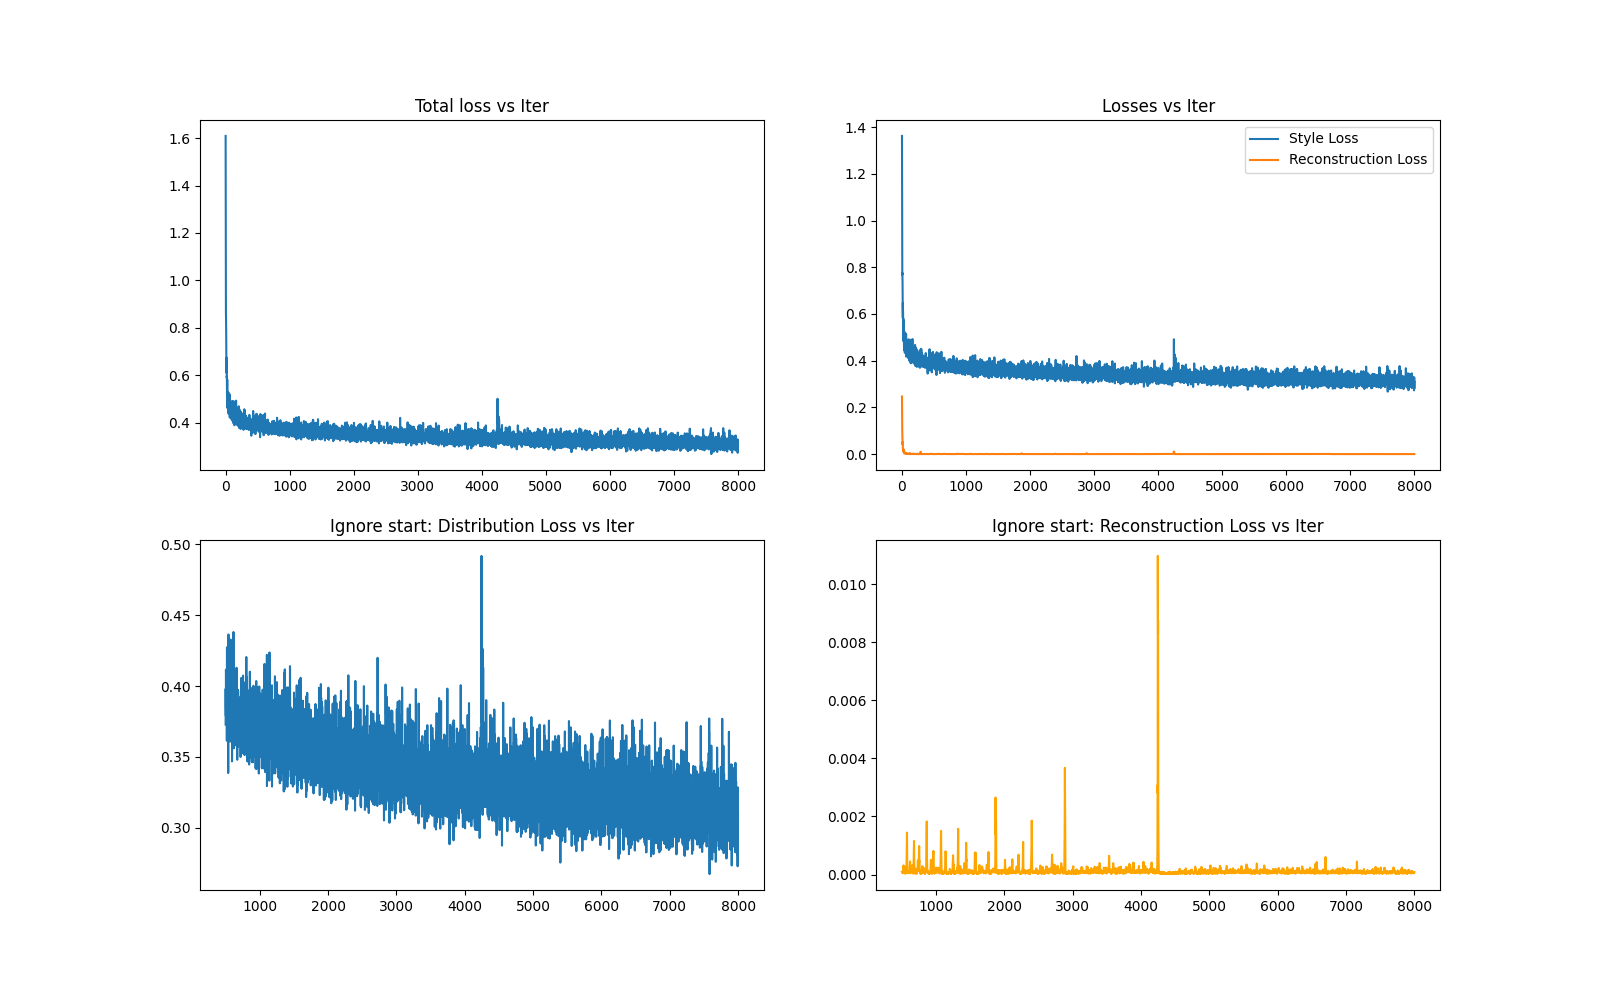 Total loss vs Iter
1.6
1.4
1.2
1.0
0.8
0.6
0.4
0 1000 2000 3000 4000 5000 6000 7000 8000
Losses vs Iter
Style Loss
Reconstruction Loss
1.4
1.2
1.0
0.8
0.6
0.4
0.2
0.0
0 1000 2000 3000 4000 5000 6000 7000 8000
Ignore start: Distribution Loss vs Iter
0.50
0.45
0.40
0.35
0.30
1000 2000 3000 4000 5000 6000 7000 8000
Ignore start: Reconstruction Loss vs Iter
0.010
0.008
0.006
0.004
0.002
0.000
1000 2000 3000 4000 5000 6000 7000 8000